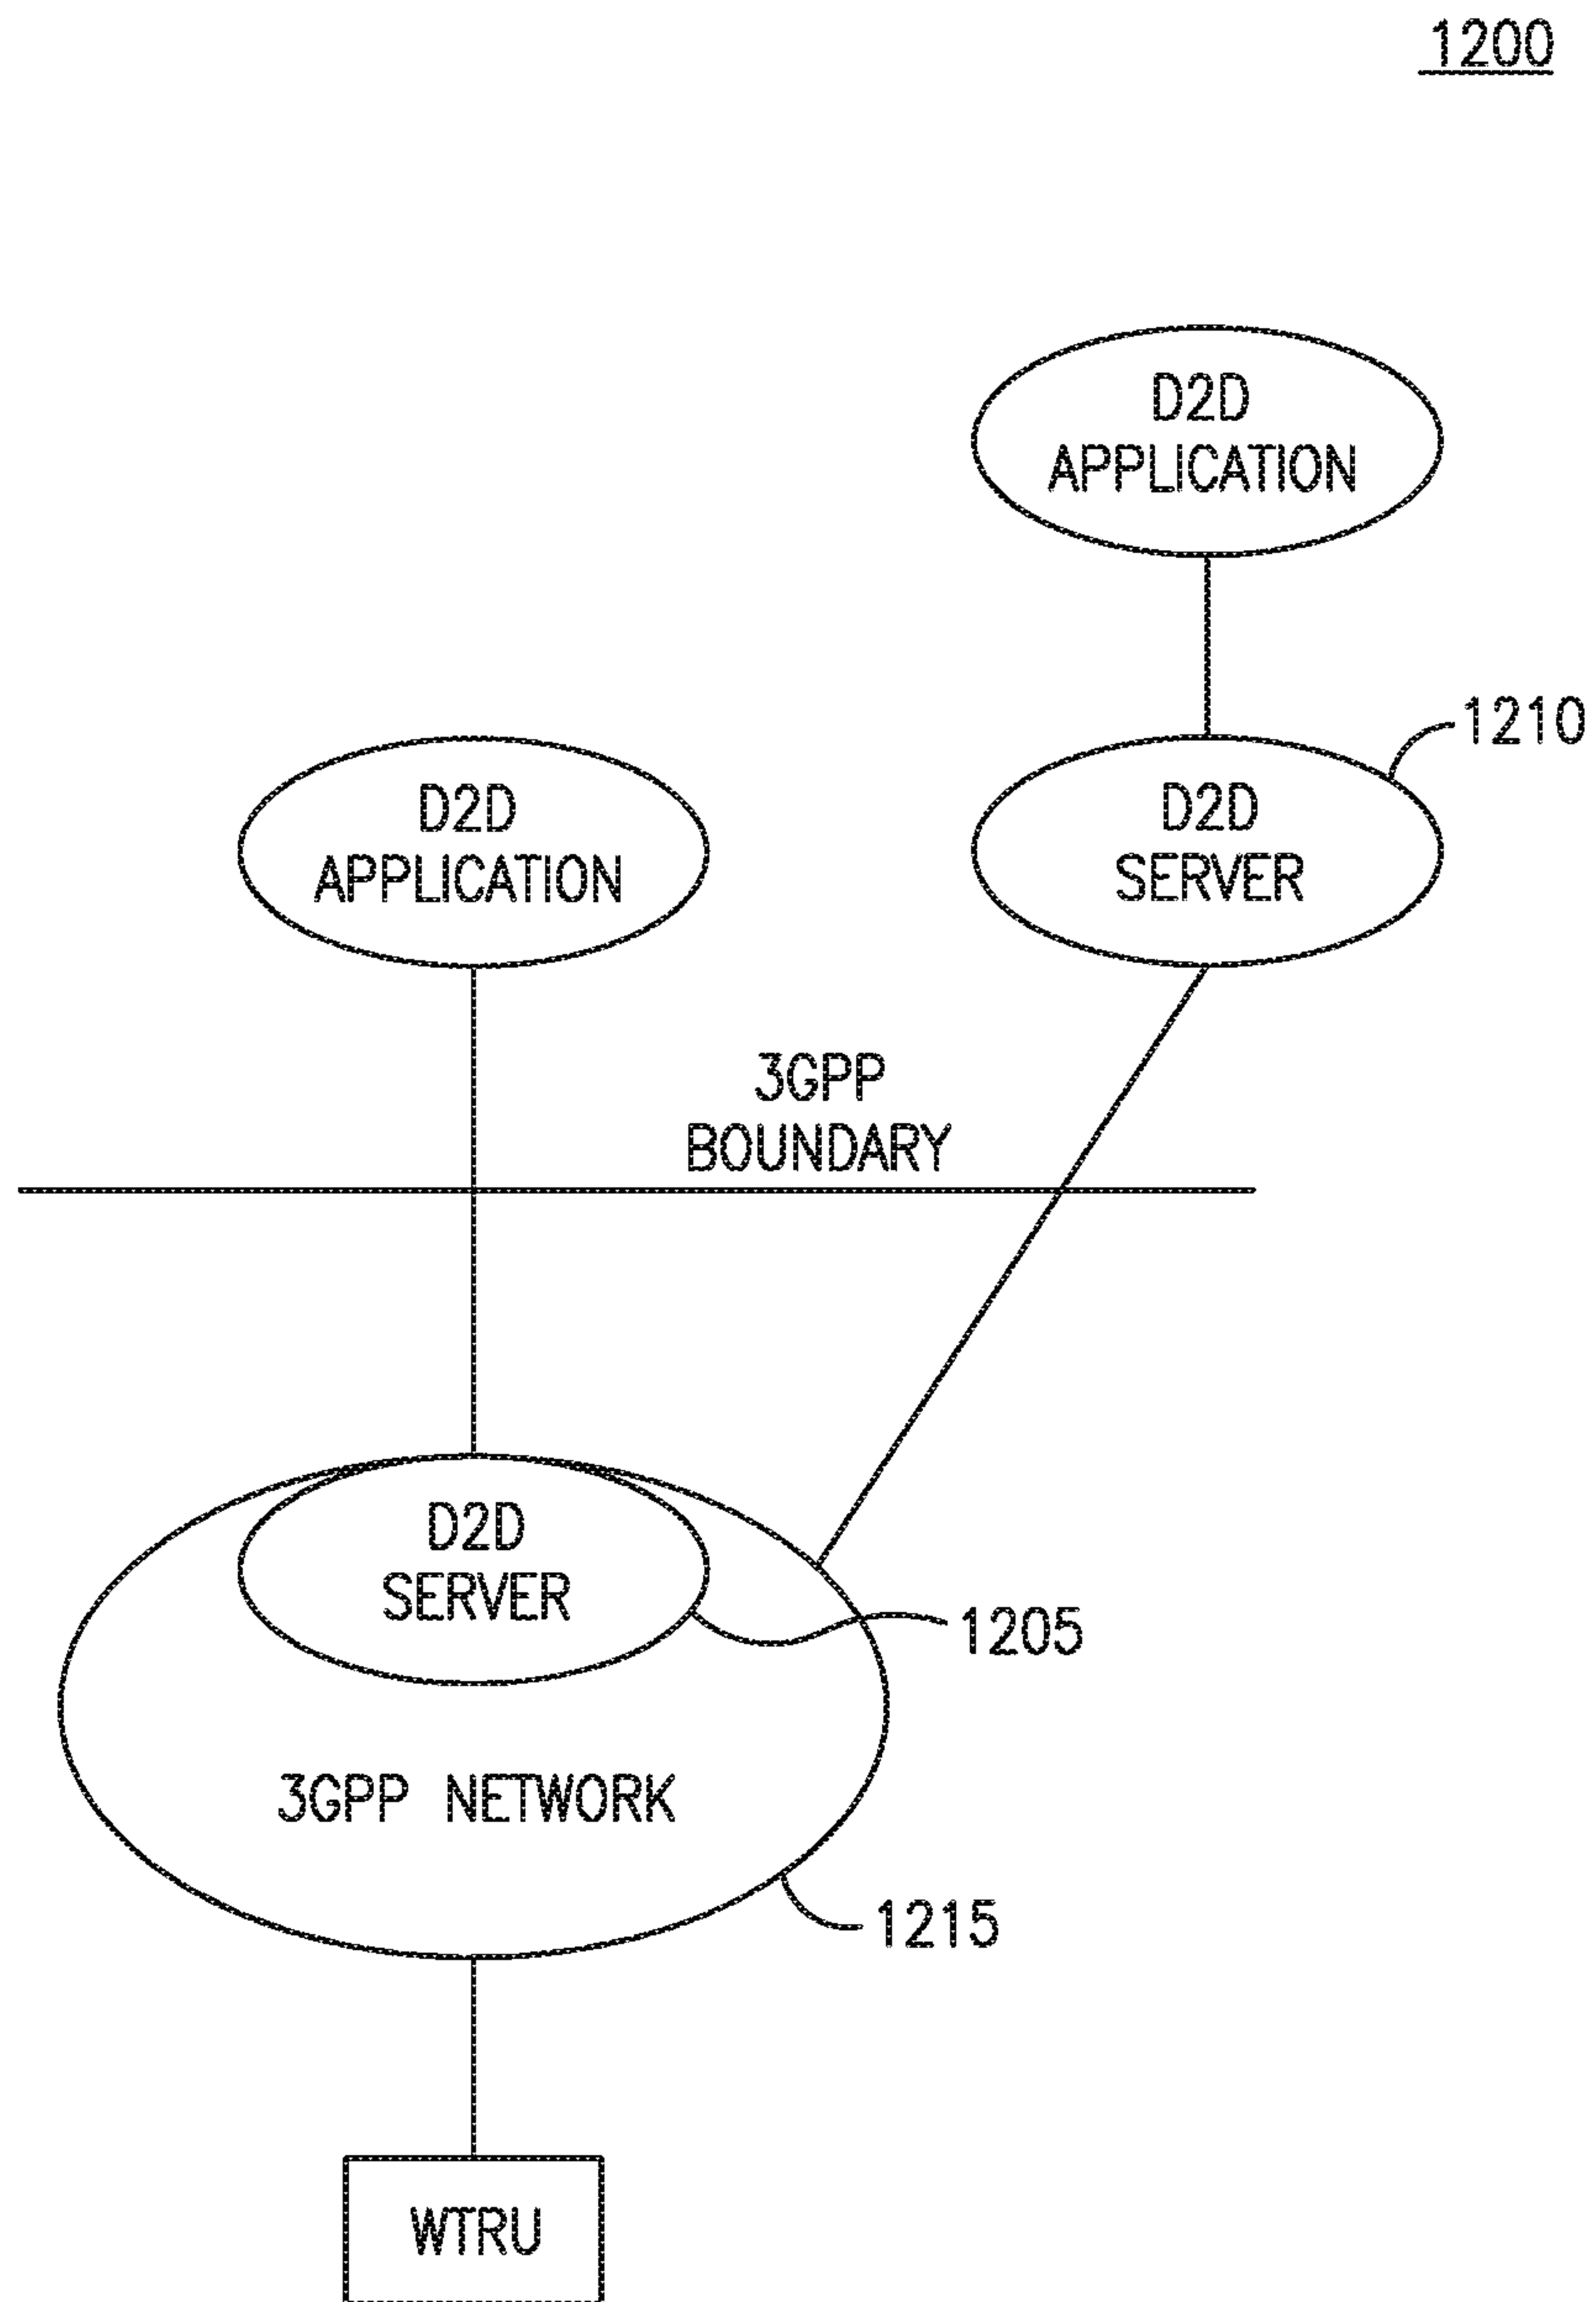 1200
D2D
APPLICATION
1210
D2D
APPLICATION
D2D
SERVER
3GPP
BOUNDARY
D2D
SERVER
1205
3GPP NETWORK
1215
WTRU